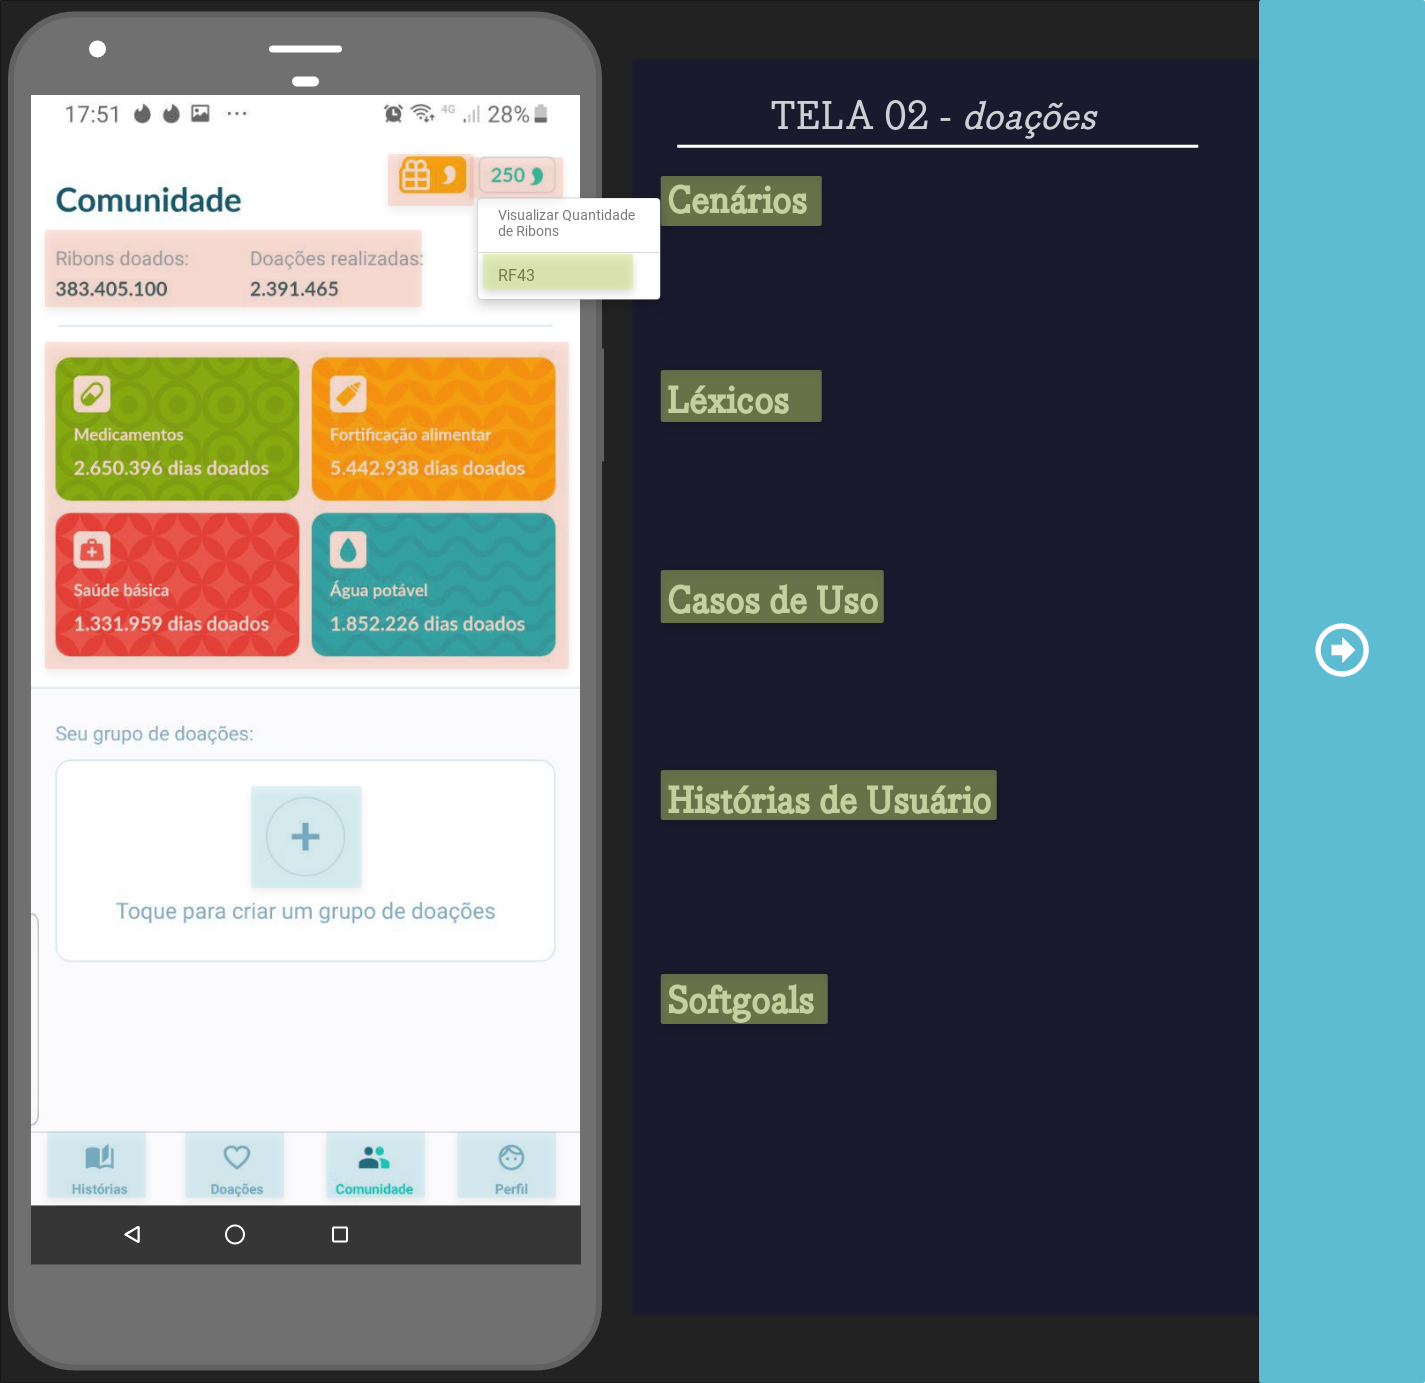 17:51
4G
28%
Comunidade
250
Visualizar Quantidade
de Ribons
RF43
Ribons doados:
383.405.100
Doações realizadas:
2.391.465
Medicamentos
2.650.396 dias doados
Fortificação alimentar
5.442.938 dias doados
Saúde básica
1.331.959 dias doados
Água potável
1.852.226 dias doados
Seu grupo de doações:
Toque para criar um grupo de doações
Histórias
Doações
Comunidade
Perfil
TELA 02 - doações
Cenários
Léxicos
Casos de Uso
Histórias de Usuário
Softgoals